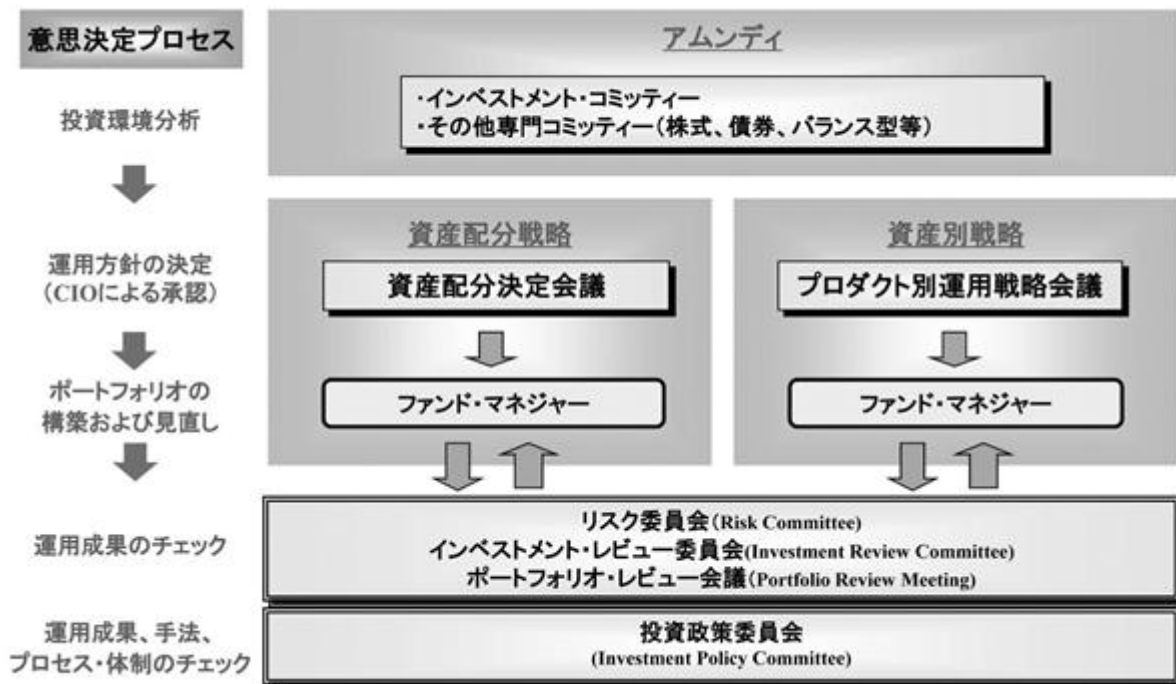 意思決定プロセス
アムンディ
投資環境分析
・インベストメント・コミッティー
・その他専門コミッティー(株式、債券、バランス型等)
資産配分戦略
資産別戦略
運用方針の決定
(CIOによる承認)
資産配分決定会議
プロダクト別運用戦略会議
ポートフォリオの
構築および見直し
ファンド・マネジャー
ファンド・マネジャー
運用成果のチェック
リスク委員会(Risk Committee)
インベストメント・レビュー委員会(Investment Review Committee)
ポートフォリオ・レビュー会議(Portfolio Review Meeting)
運用成果、手法、
プロセス・体制のチェック
投資政策委員会
(Investment Policy Committee)